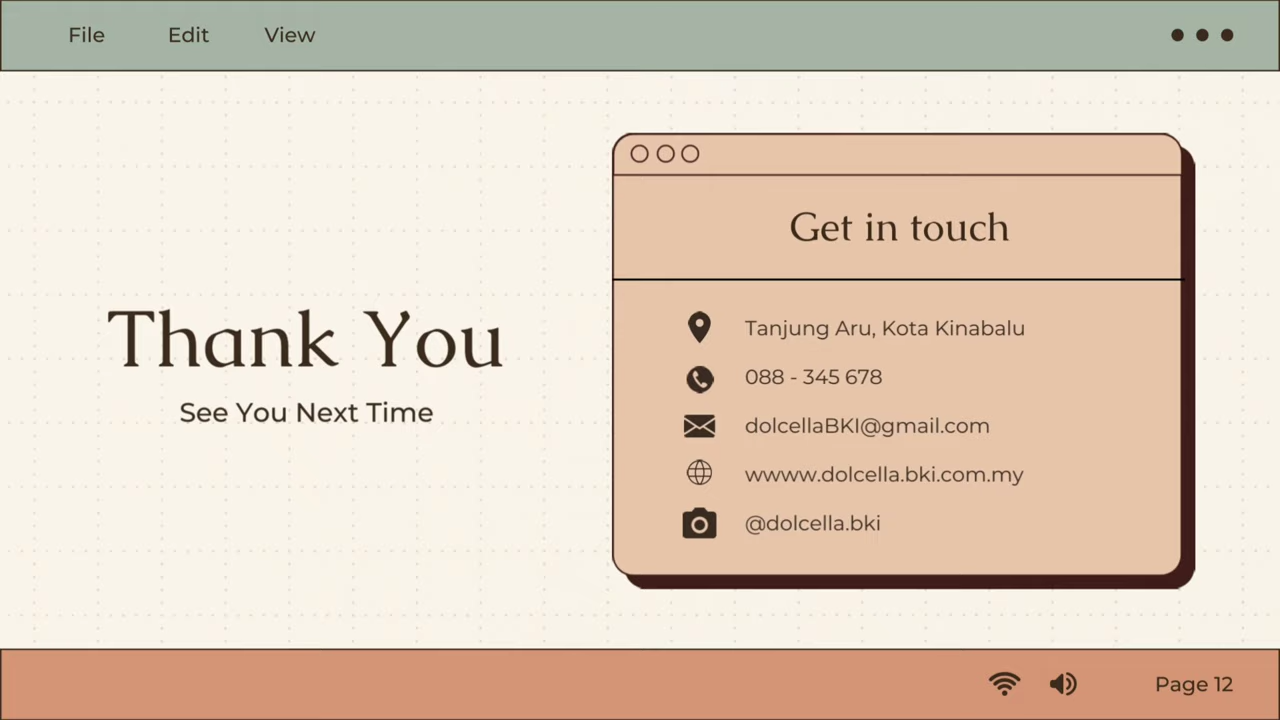 File Edit View
Thank You
See You Next Time
Get in touch
Tanjung Aru, Kota Kinabalu
088 - 345 678
dolcellaBKI@gmail.com
wwww.dolcella.bki.com.my
@dolcella.bki
Page 12